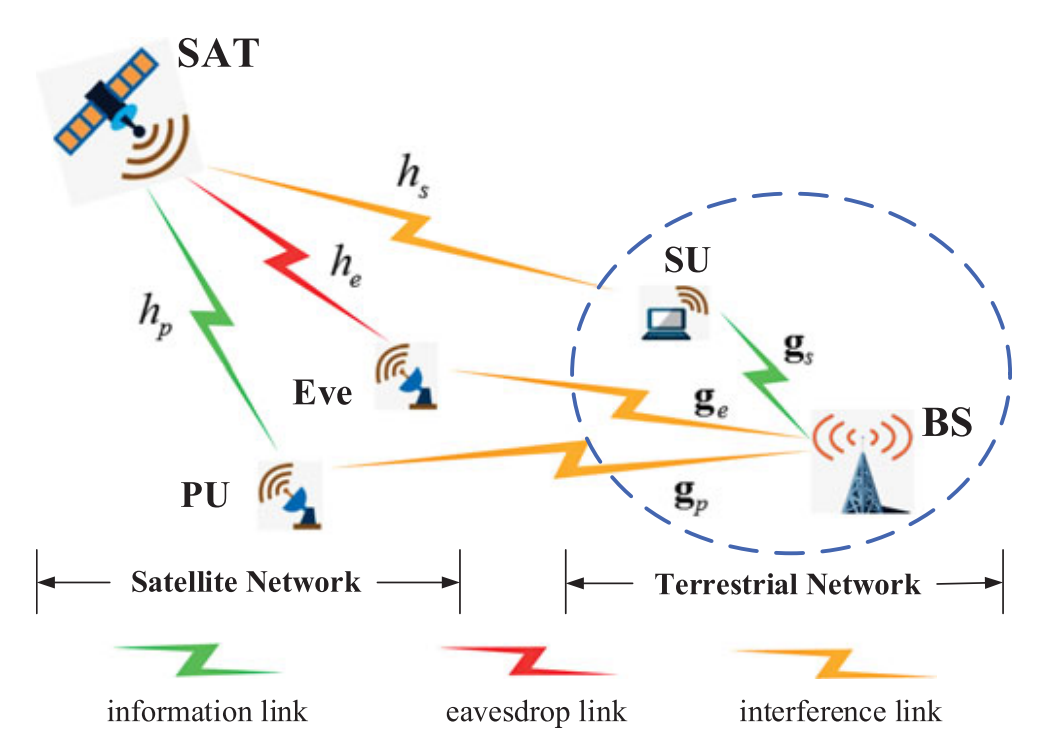 SAT
h_s
SU
h_e
h_p
g_s
Eve
g_e
BS
PU
g_p
Satellite Network
Terrestrial Network
information link
eavesdrop link
interference link